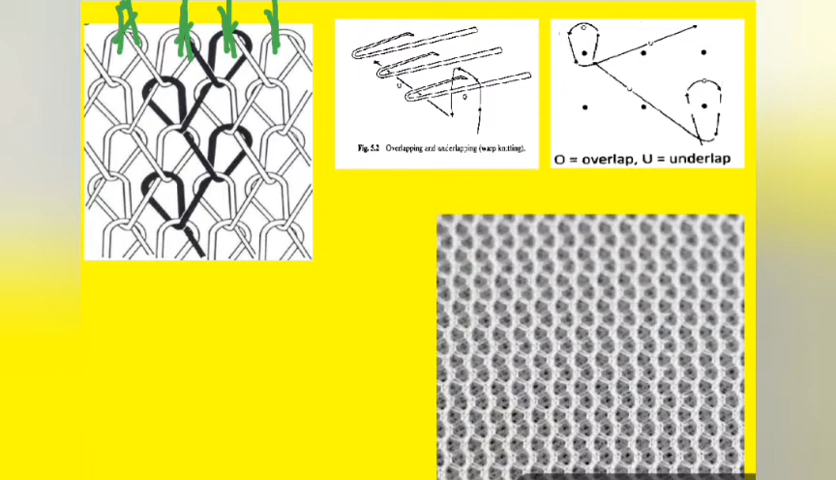 Fig. 5.2 Overlapping and underlapping (warp knitting).
O = overlap, U = underlap